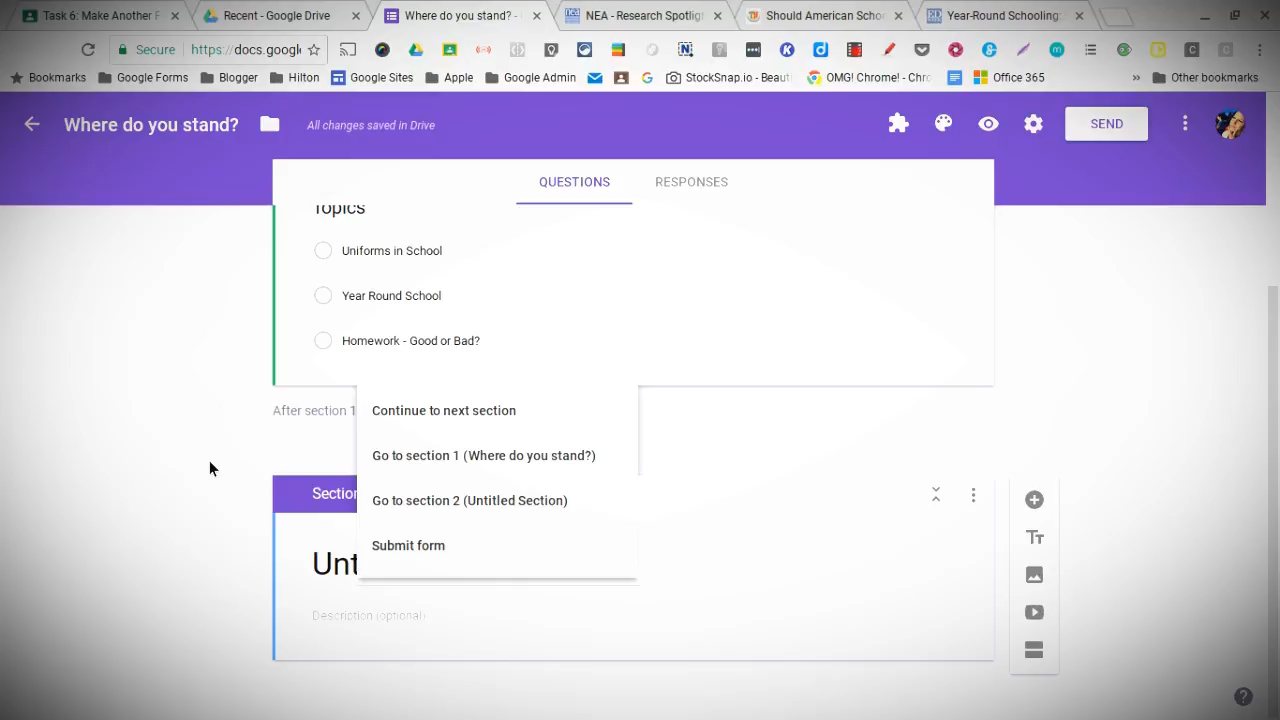 Task 6: Make Another F
Recent - Google Drive
Where do you stand? -
NEA - Research Spotlig
Should American Schoo
Year-Round Schooling:
Secure
https://docs.googl
Bookmarks
Google Forms
Blogger
Hilton
Google Sites
Apple
Google Admin
StockSnap.io - Beaut
OMG! Chrome! - Chro
Office 365
»
Other bookmarks
Where do you stand?
All changes saved in Drive
SEND
QUESTIONS
RESPONSES
Topics
Uniforms in School
Year Round School
Homework - Good or Bad?
After section 1
Continue to next section
Go to section 1 (Where do you stand?)
Go to section 2 (Untitled Section)
Submit form
Section
Unt
Description (optional)
Tт